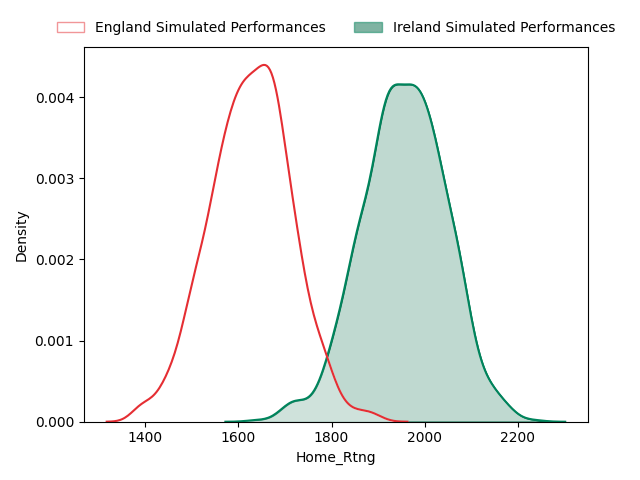 England Simulated Performances Ireland Simulated Performances
0.004
0.003
0.002
0.001
0.000
Density
1400 1600 1800 2000 2200
Home_Rtng